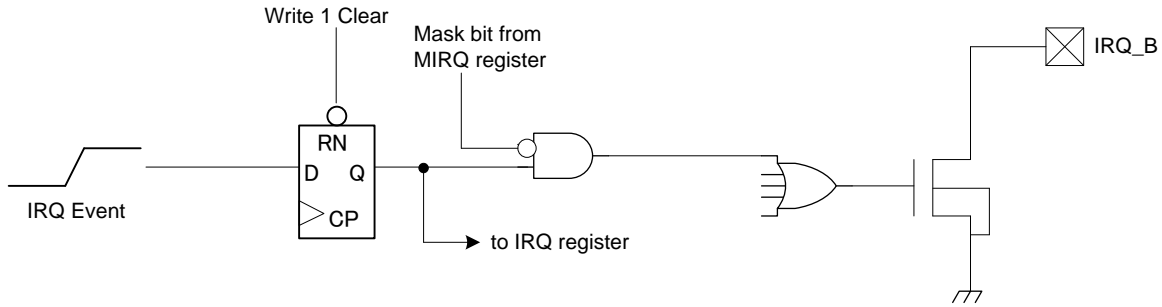 Write 1 Clear
Mask bit from
MIRQ register
IRQ_B
RN
D
Q
CP
IRQ Event
to IRQ register